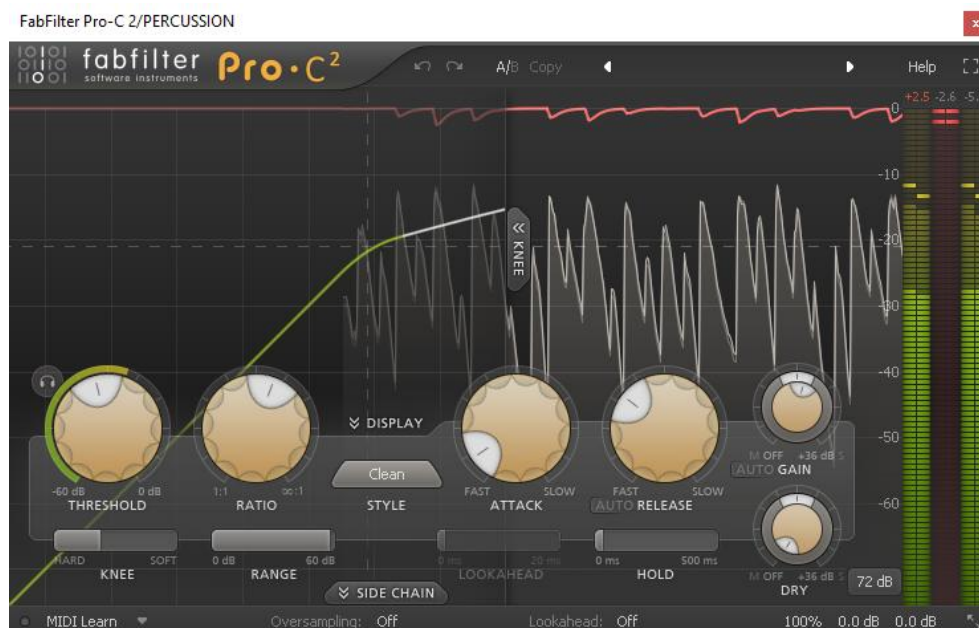 FabFilter Pro-C 2/PERCUSSION
x
fabfilter
software instruments
Pro·C²
A/B Copy
Help
+2.5 -2.6 -5.
0
-10
-20
-30
-40
-50
-60
KNEE
DISPLAY
Clean
STYLE
-60 dB 0 dB
THRESHOLD
1:1 ∞:1
RATIO
FAST SLOW
ATTACK
FAST SLOW
AUTO RELEASE
M OFF +36 dB S
AUTO GAIN
HARD SOFT
KNEE
0 dB 60 dB
RANGE
0 ms 20 ms
LOOKAHEAD
0 ms 500 ms
HOLD
M OFF +36 dB S
DRY
72 dB
SIDE CHAIN
MIDI Learn
Oversampling: Off
Lookahead: Off
100% 0.0 dB 0.0 dB